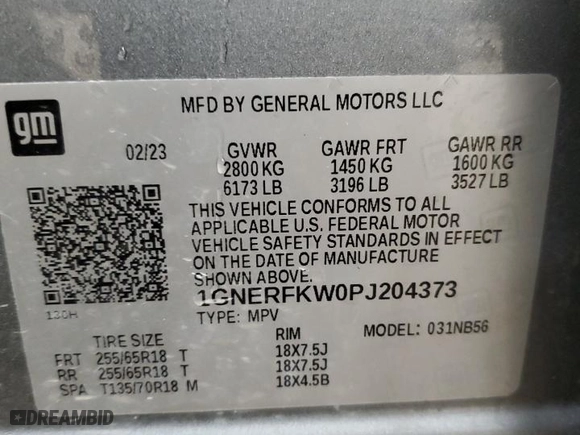 gm
MFD BY GENERAL MOTORS LLC
02/23 GVWR GAWR FRT GAWR RR
2800 KG 1450 KG 1600 KG
6173 LB 3196 LB 3527 LB
THIS VEHICLE CONFORMS TO ALL
APPLICABLE U.S. FEDERAL MOTOR
VEHICLE SAFETY STANDARDS IN EFFECT
ON THE DATE OF MANUFACTURE
SHOWN ABOVE.
1GNERFKW0PJ204373
TYPE: MPV MODEL: 031NB56
TIRE SIZE RIM
FRT 255/65R18 T 18X7.5J
RR 255/65R18 T 18X7.5J
SPA T135/70R18 M 18X4.5B
DREAMBID